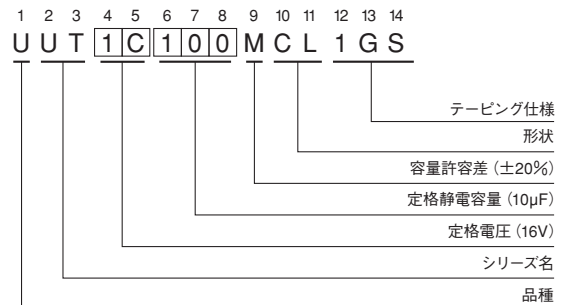 1 2 3 4 5 6 7 8 9 10 11 12 13 14
U U T 1 C 1 0 0 M C L 1 G S
テーピング仕様
形状
容量許容差（±20%）
定格静電容量（10µF）
定格電圧（16V）
シリーズ名
品種